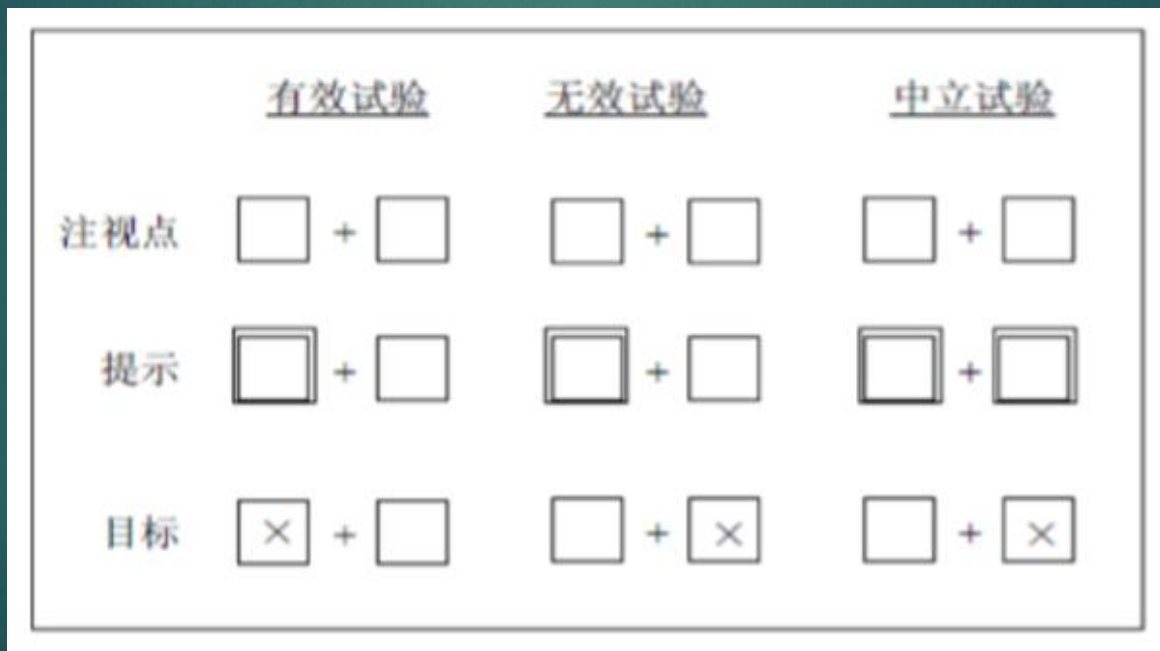 有效试验 无效试验 中立试验
注视点 + + +
提示 + + +
目标 × + + × + ×